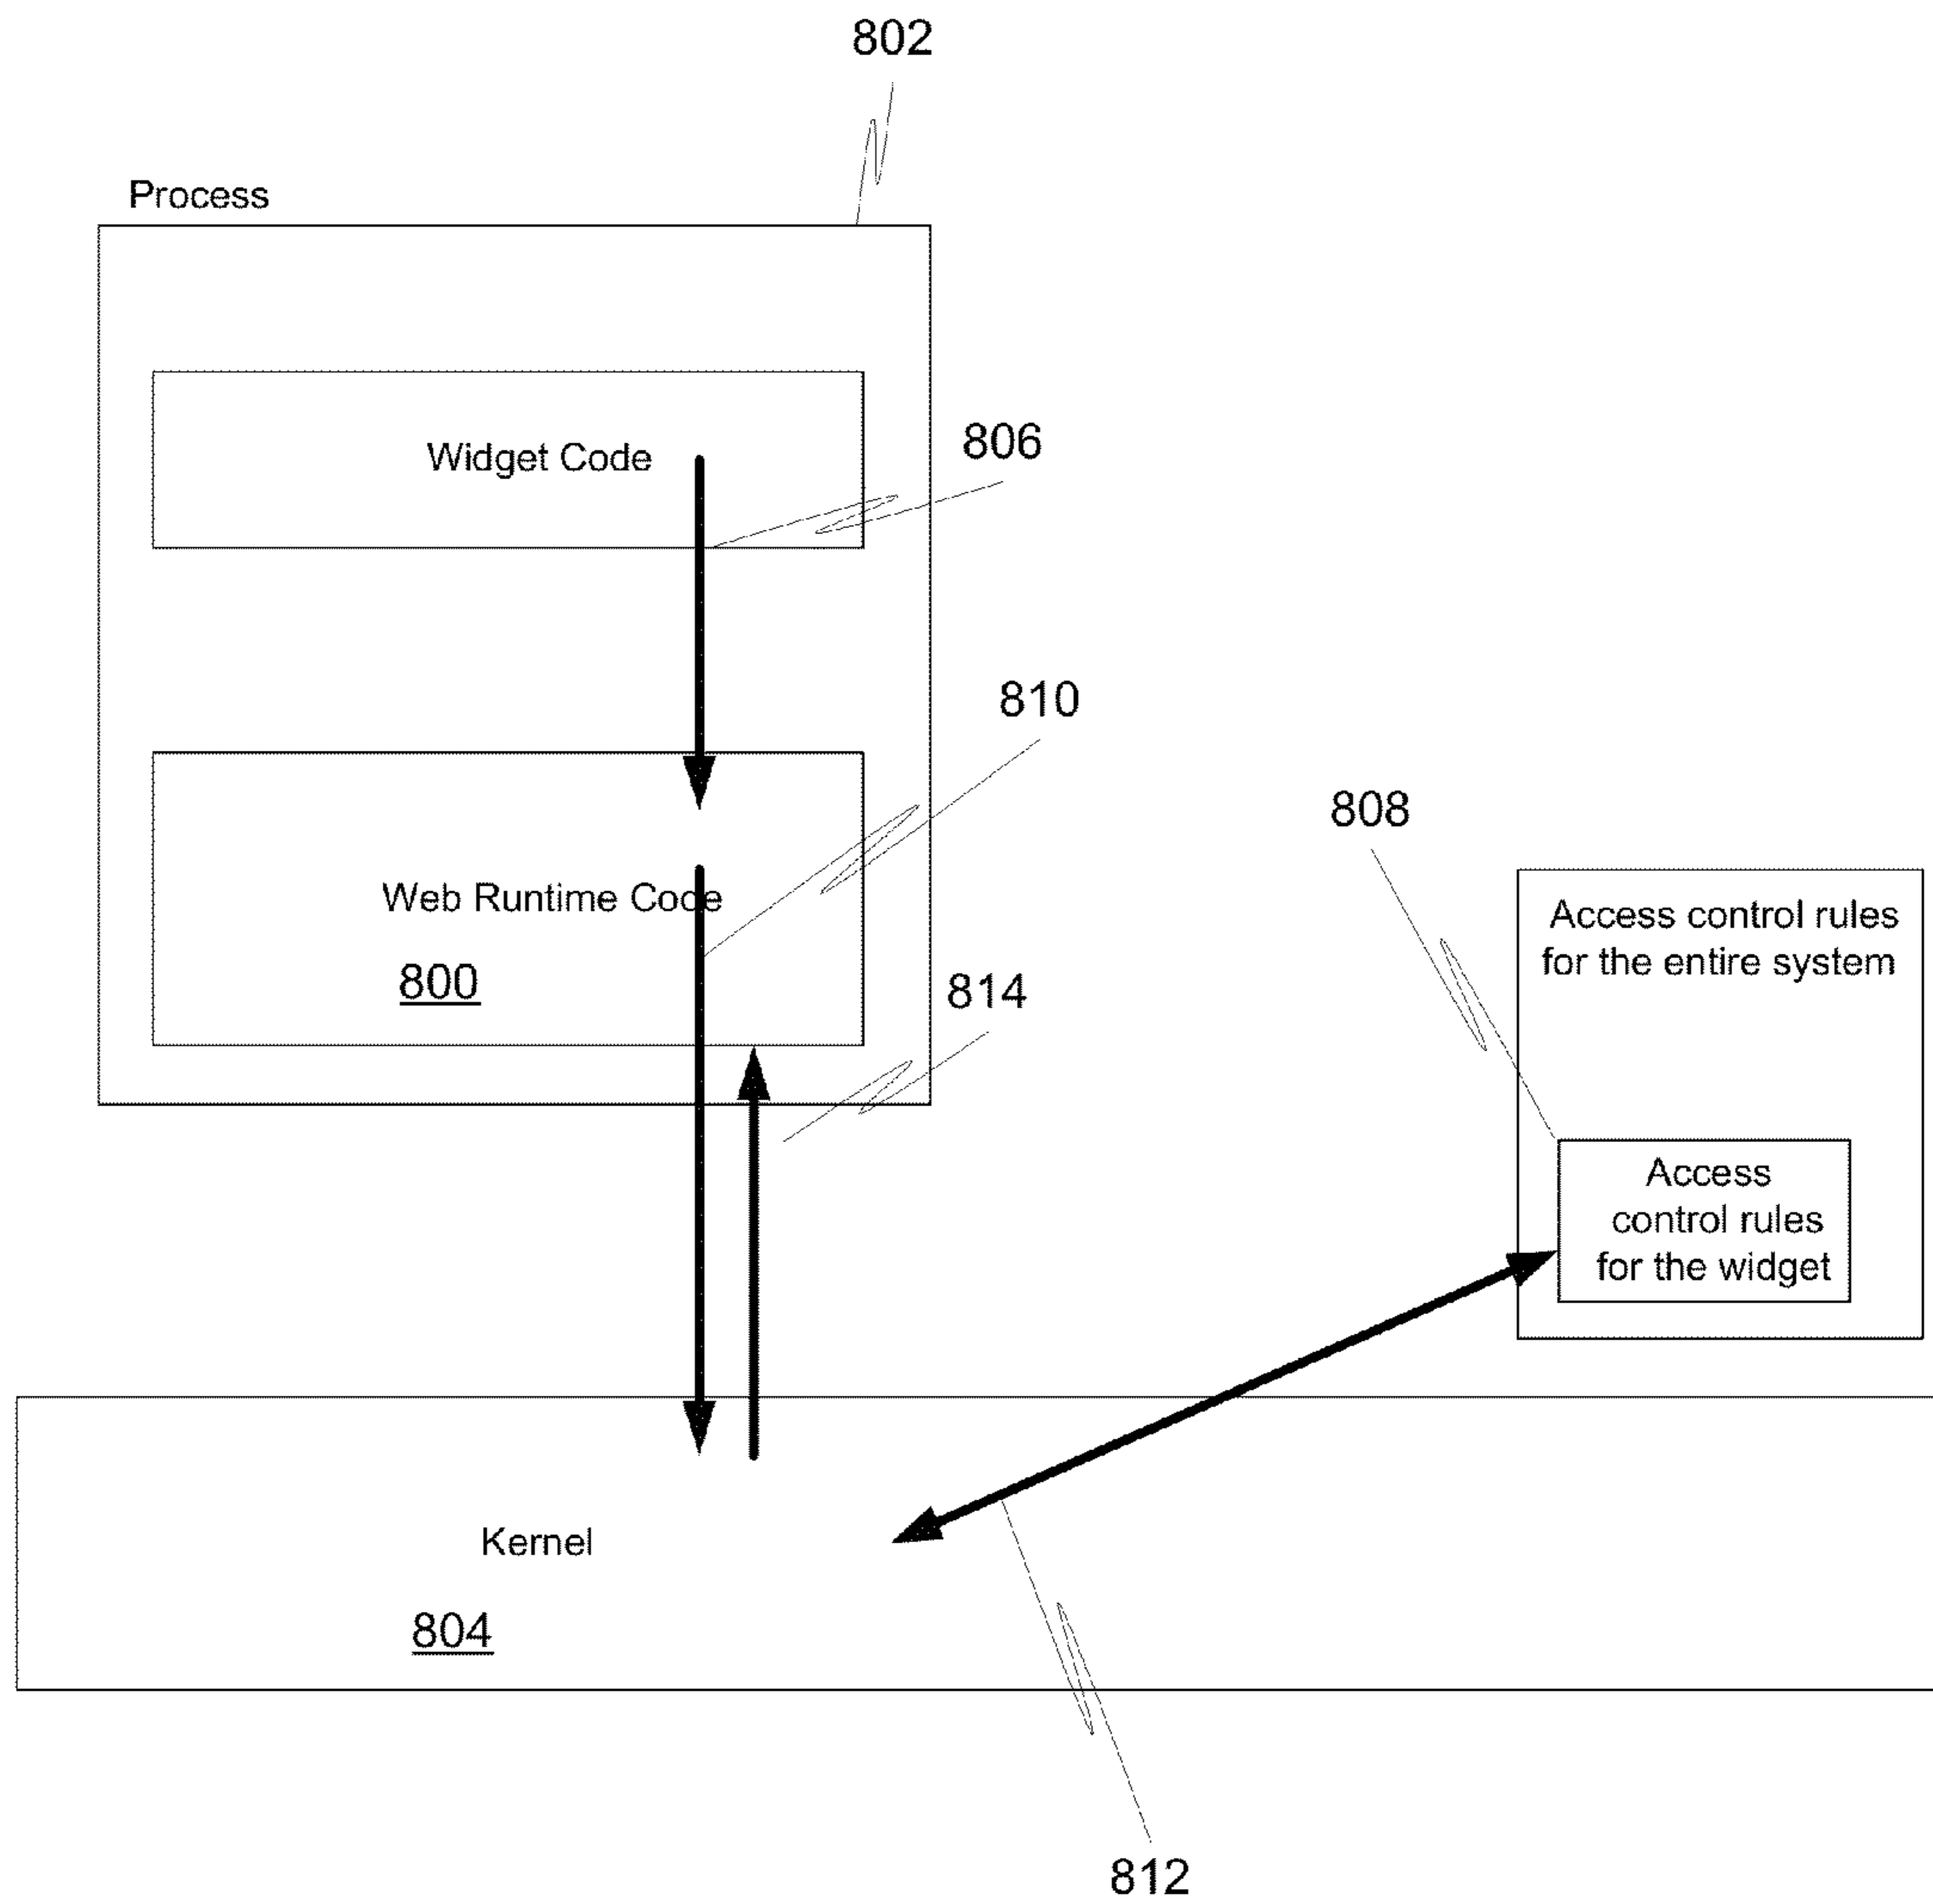 802
Process
Widget Code
806
810
808
Web Runtime Code
800
814
Access control rules
for the entire system
Access
control rules
for the widget
Kernel
804
812